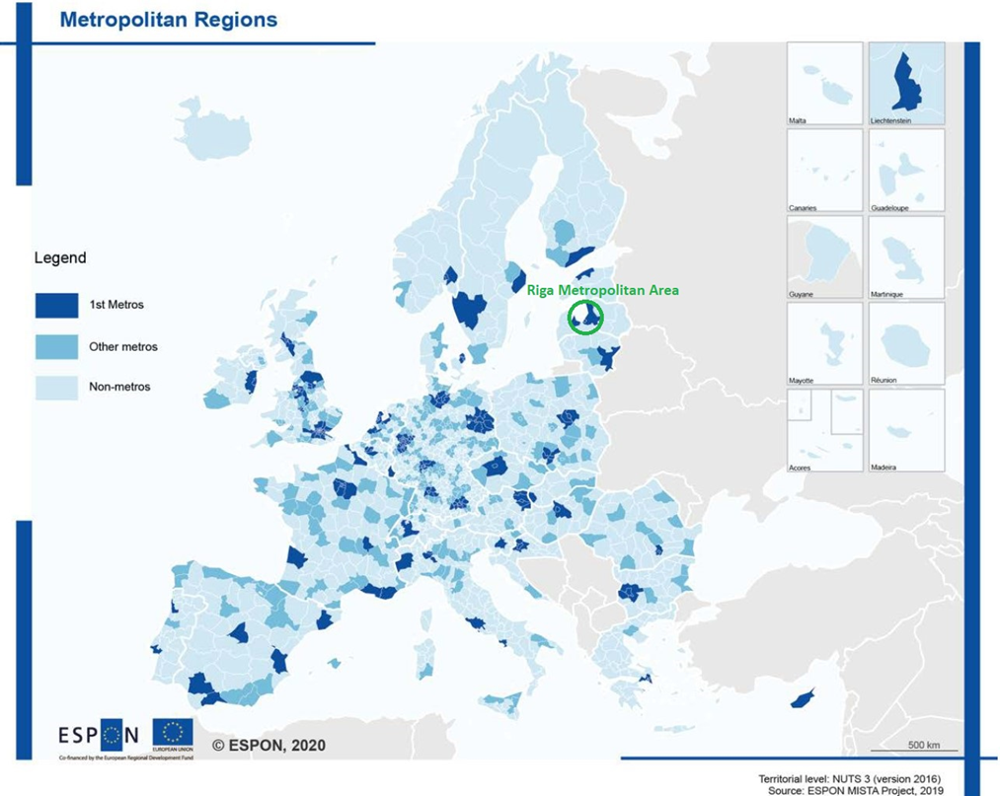 Metropolitan Regions
Malta
Liechtenstein
Canaries
Guadeloupe
Guyane
Martinique
Mayotte
Réunion
Acores
Madeira
Legend
1st Metros
Other metros
Non-metros
Riga Metropolitan Area
ESPON
EUROPEAN UNION
Co-financed by the European Regional Development Fund
© ESPON, 2020
500 km
Territorial level: NUTS 3 (version 2016)
Source: ESPON MISTA Project, 2019